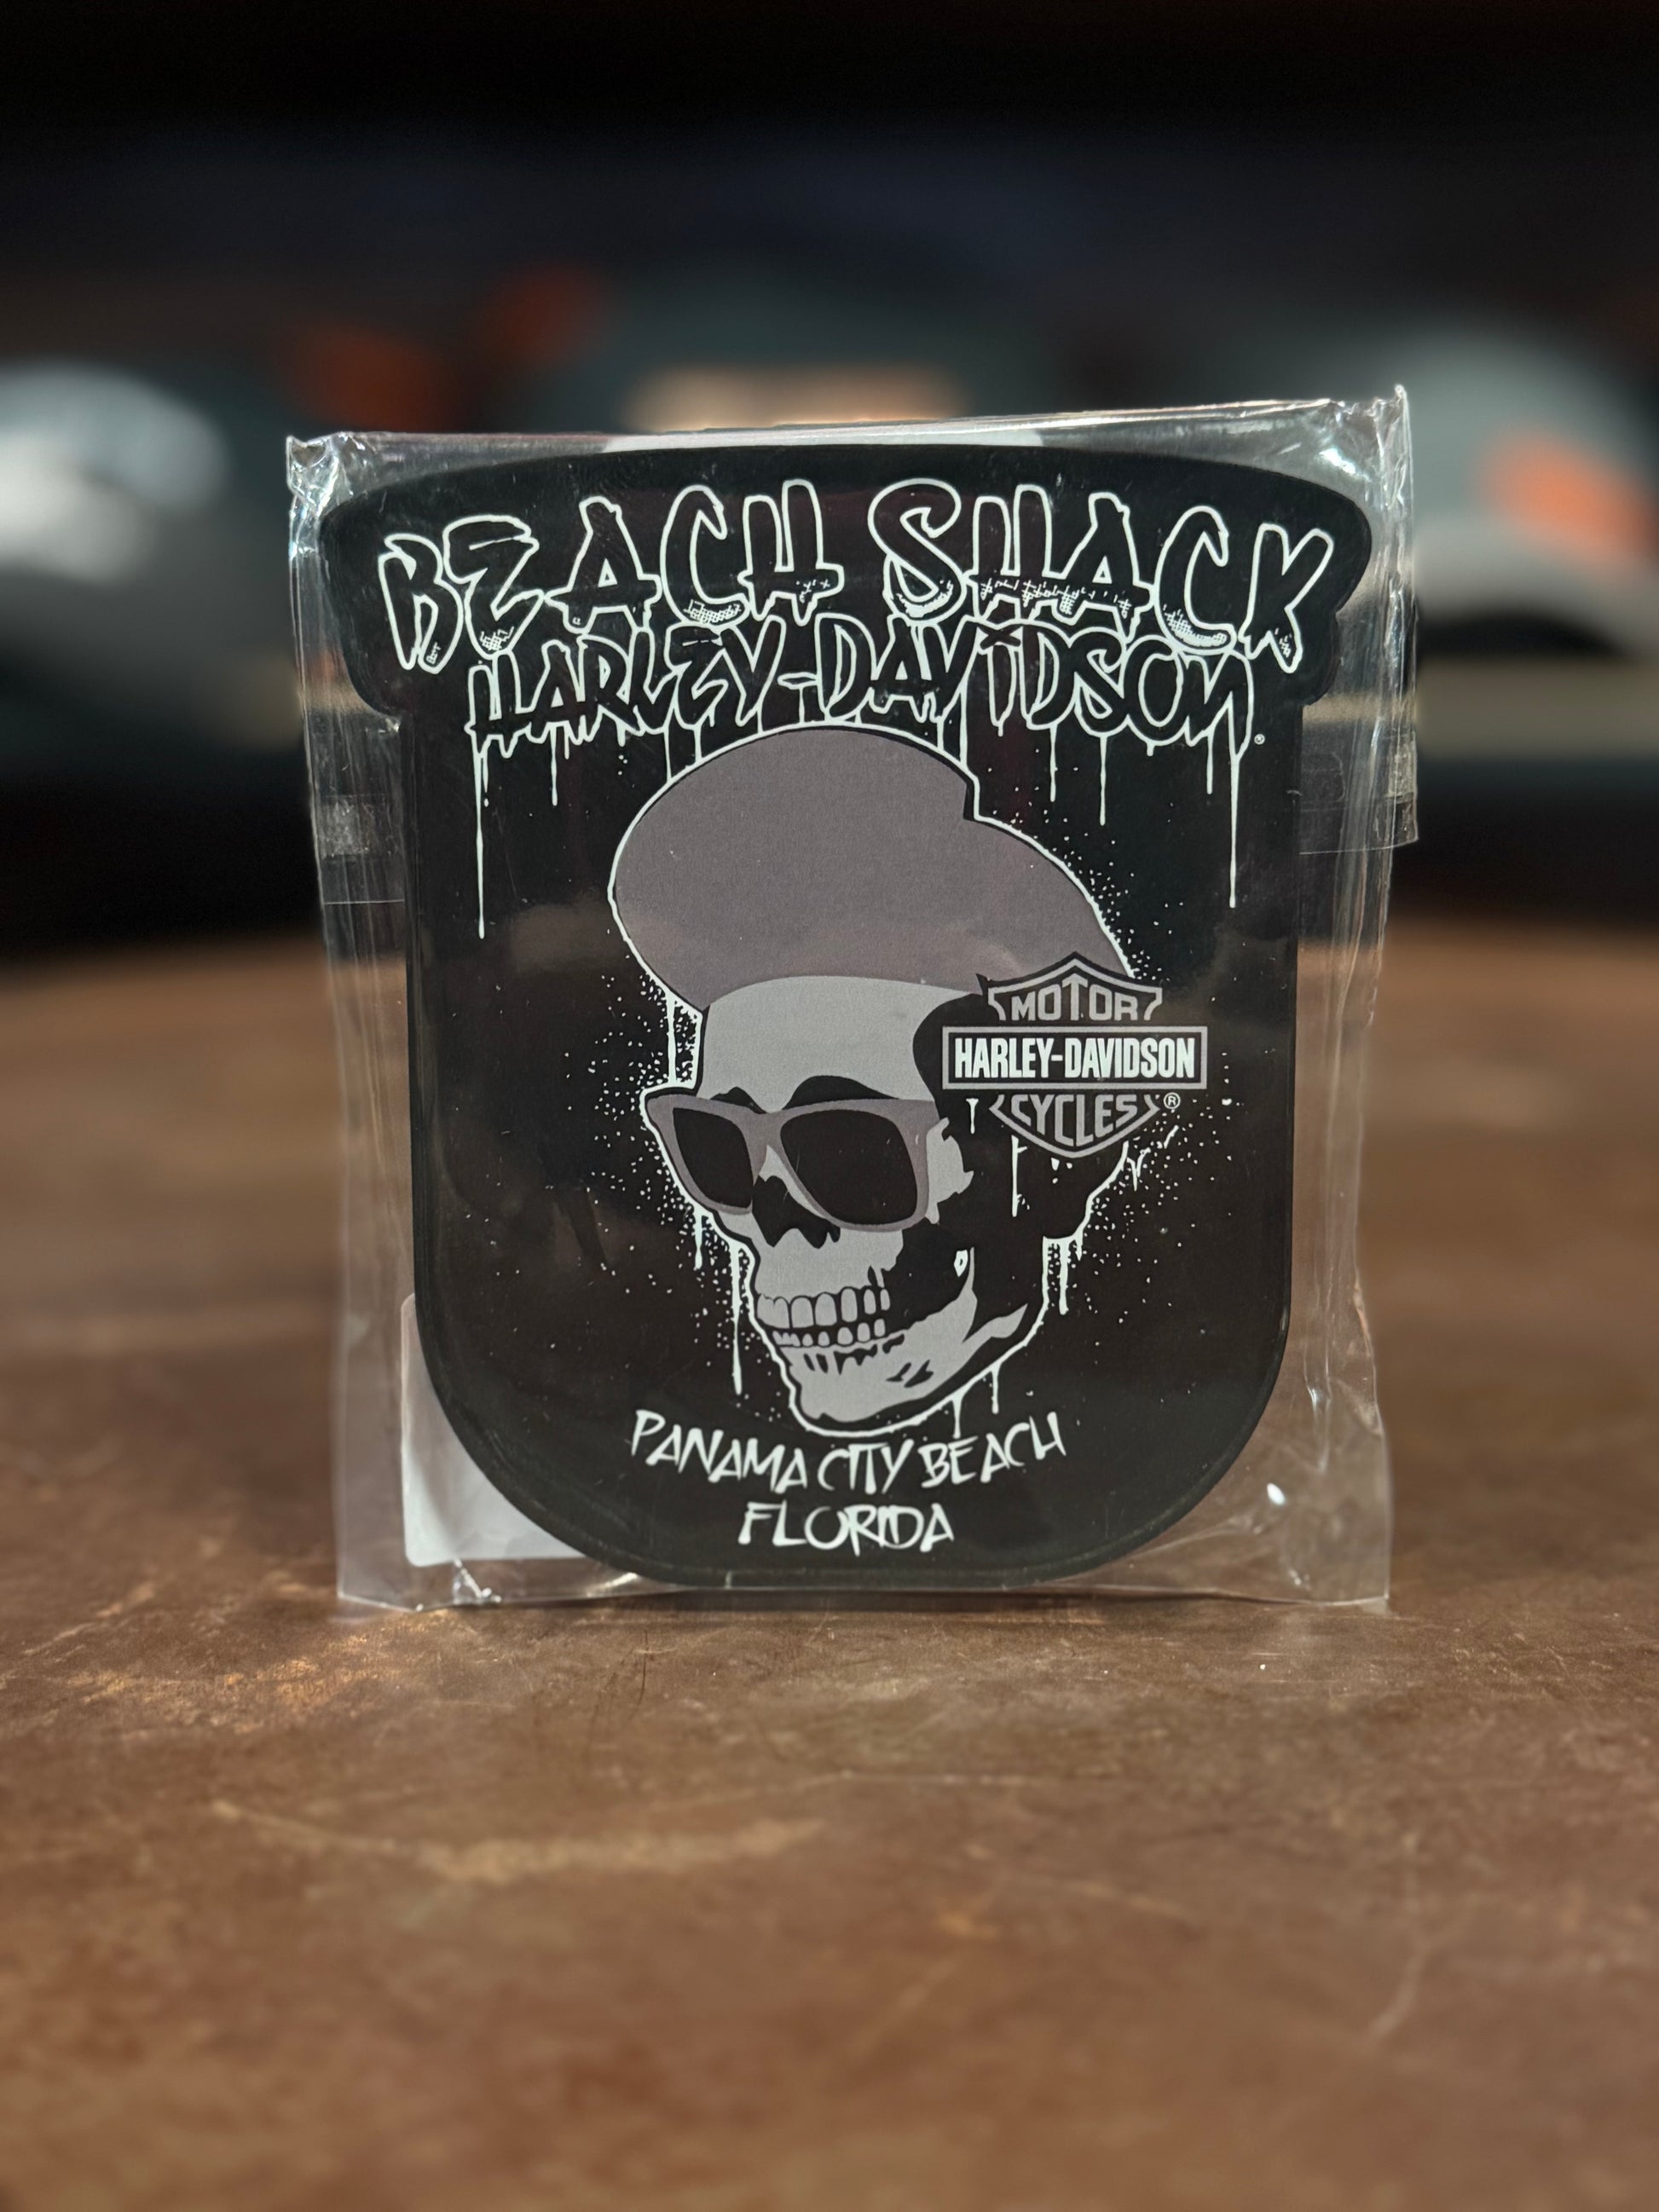 BEACH SHACK
HARLEY-DAVIDSON®
MOTOR
HARLEY-DAVIDSON
CYCLES®
PANAMA CITY BEACH
FLORIDA